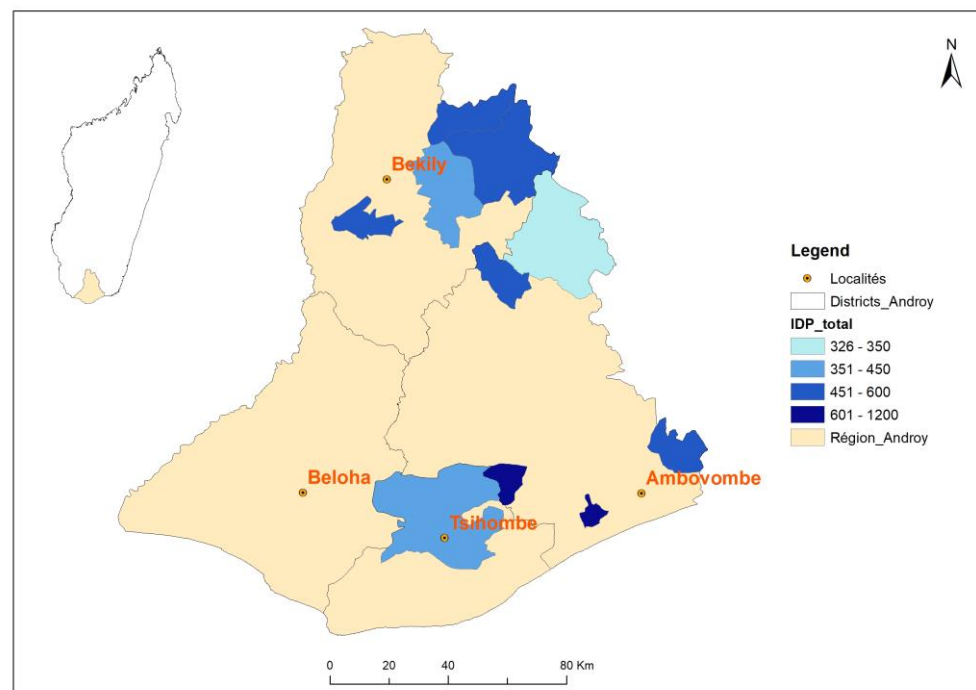 N
Bekily
Beloha
Tsihombe
Ambovombe
Legend
Localités
Districts_Androy
IDP_total
326 - 350
351 - 450
451 - 600
601 - 1200
Région_Androy
0 20 40 80 Km